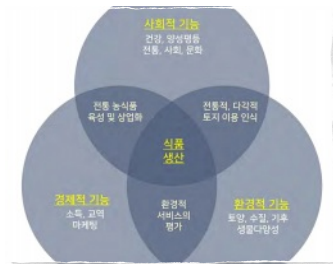 사회적 기능
건강, 양성평등
전통, 사회, 문화
전통 농식품
육성 및 상업화
전통적, 다각적
토지 이용 인식
식품
생산
경제적 기능
소득, 교역
마케팅
환경적
서비스의
평가
환경적 기능
토양, 수질, 기후
생물다양성